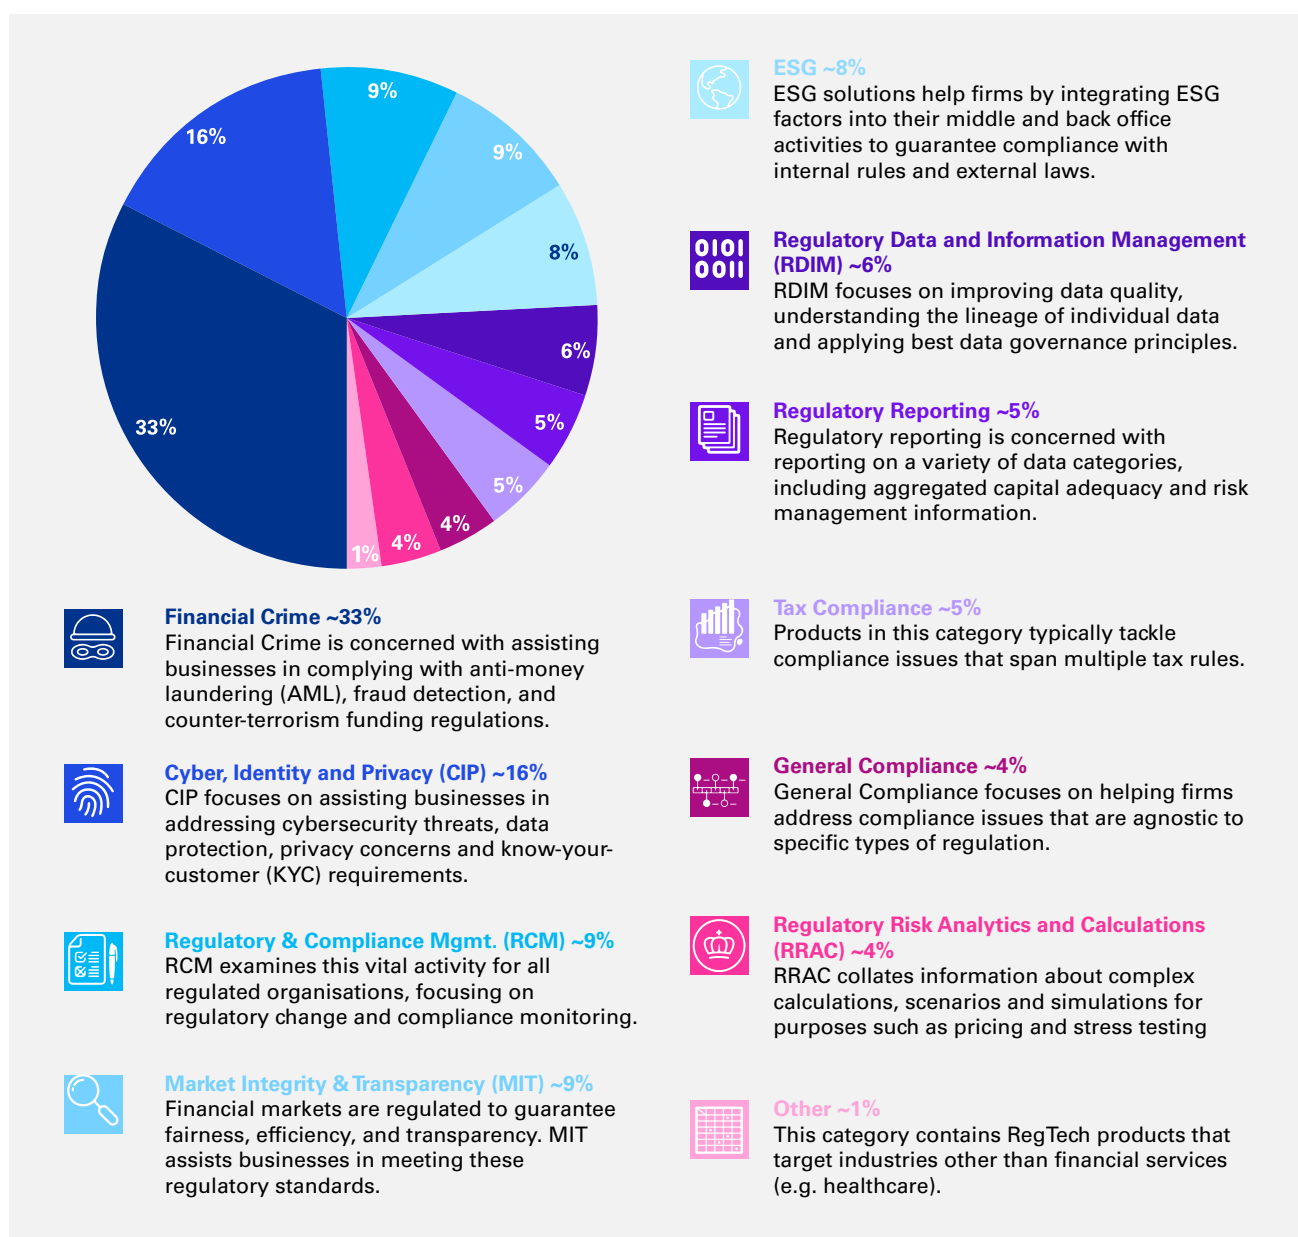 9%
16%
9%
8%
6%
33%
5%
5%
4%
4%
1%
Financial Crime ~33%
Financial Crime is concerned with assisting
businesses in complying with anti-money
laundering (AML), fraud detection, and
counter-terrorism funding regulations.
Cyber, Identity and Privacy (CIP) ~16%
CIP focuses on assisting businesses in
addressing cybersecurity threats, data
protection, privacy concerns and know-your-
customer (KYC) requirements.
Regulatory & Compliance Mgmt. (RCM) ~9%
RCM examines this vital activity for all
regulated organisations, focusing on
regulatory change and compliance monitoring.
Market Integrity & Transparency (MIT) ~9%
Financial markets are regulated to guarantee
fairness, efficiency, and transparency. MIT
assists businesses in meeting these
regulatory standards.
ESG ~8%
ESG solutions help firms by integrating ESG
factors into their middle and back office
activities to guarantee compliance with
internal rules and external laws.
0101
0011
Regulatory Data and Information Management
(RDIM) ~6%
RDIM focuses on improving data quality,
understanding the lineage of individual data
and applying best data governance principles.
Regulatory Reporting ~5%
Regulatory reporting is concerned with
reporting on a variety of data categories,
including aggregated capital adequacy and risk
management information.
Tax Compliance ~5%
Products in this category typically tackle
compliance issues that span multiple tax rules.
General Compliance ~4%
General Compliance focuses on helping firms
address compliance issues that are agnostic to
specific types of regulation.
Regulatory Risk Analytics and Calculations
(RRAC) ~4%
RRAC collates information about complex
calculations, scenarios and simulations for
purposes such as pricing and stress testing
Other ~1%
This category contains RegTech products that
target industries other than financial services
(e.g. healthcare).